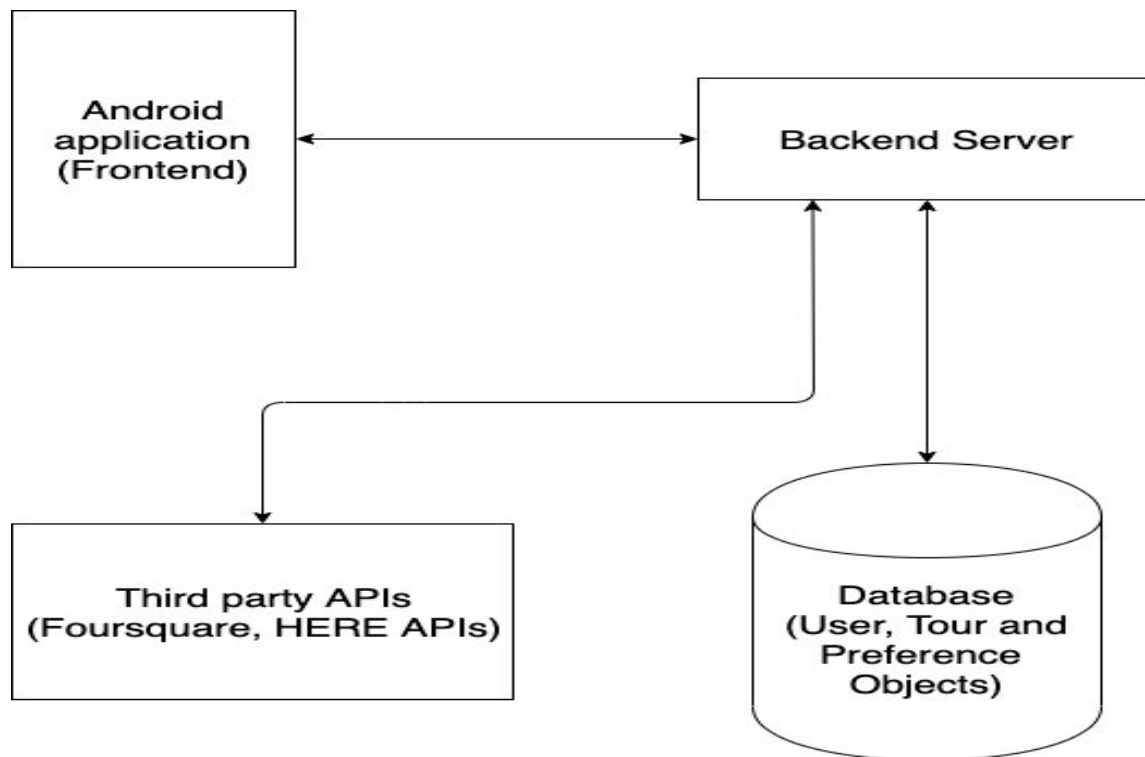 Android
application
(Frontend)
Backend Server
Third party APIs
(Foursquare, HERE APIs)
Database
(User, Tour and
Preference
Objects)